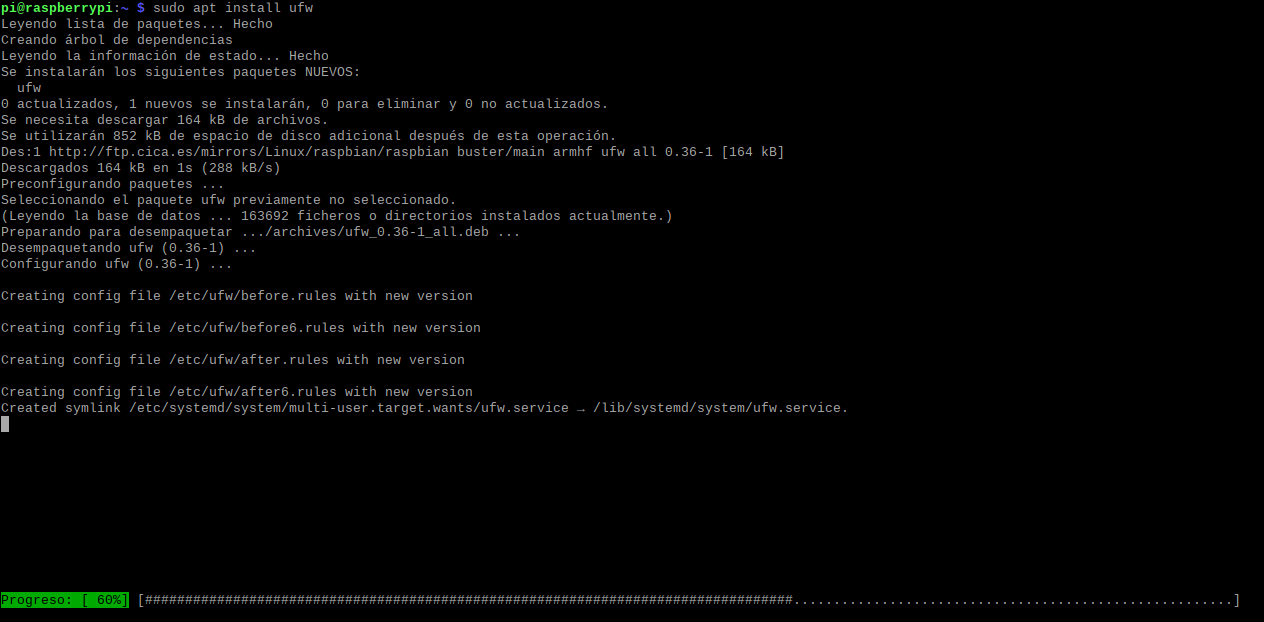 pi@raspberrypi:~ $ sudo apt install ufw
Leyendo lista de paquetes... Hecho
Creando árbol de dependencias
Leyendo la información de estado... Hecho
Se instalarán los siguientes paquetes NUEVOS:
  ufw
0 actualizados, 1 nuevos se instalarán, 0 para eliminar y 0 no actualizados.
Se necesita descargar 164 kB de archivos.
Se utilizarán 852 kB de espacio de disco adicional después de esta operación.
Des:1 http://ftp.cica.es/mirrors/Linux/raspbian/raspbian buster/main armhf ufw all 0.36-1 [164 kB]
Descargados 164 kB en 1s (288 kB/s)
Preconfigurando paquetes ...
Seleccionando el paquete ufw previamente no seleccionado.
(Leyendo la base de datos ... 163692 ficheros o directorios instalados actualmente.)
Preparando para desempaquetar .../archives/ufw_0.36-1_all.deb ...
Desempaquetando ufw (0.36-1) ...
Configurando ufw (0.36-1) ...
Creating config file /etc/ufw/before.rules with new version
Creating config file /etc/ufw/before6.rules with new version
Creating config file /etc/ufw/after.rules with new version
Creating config file /etc/ufw/after6.rules with new version
Created symlink /etc/systemd/system/multi-user.target.wants/ufw.service → /lib/systemd/system/ufw.service.
Progreso: [ 60%] [#################################################################################.......................................................]